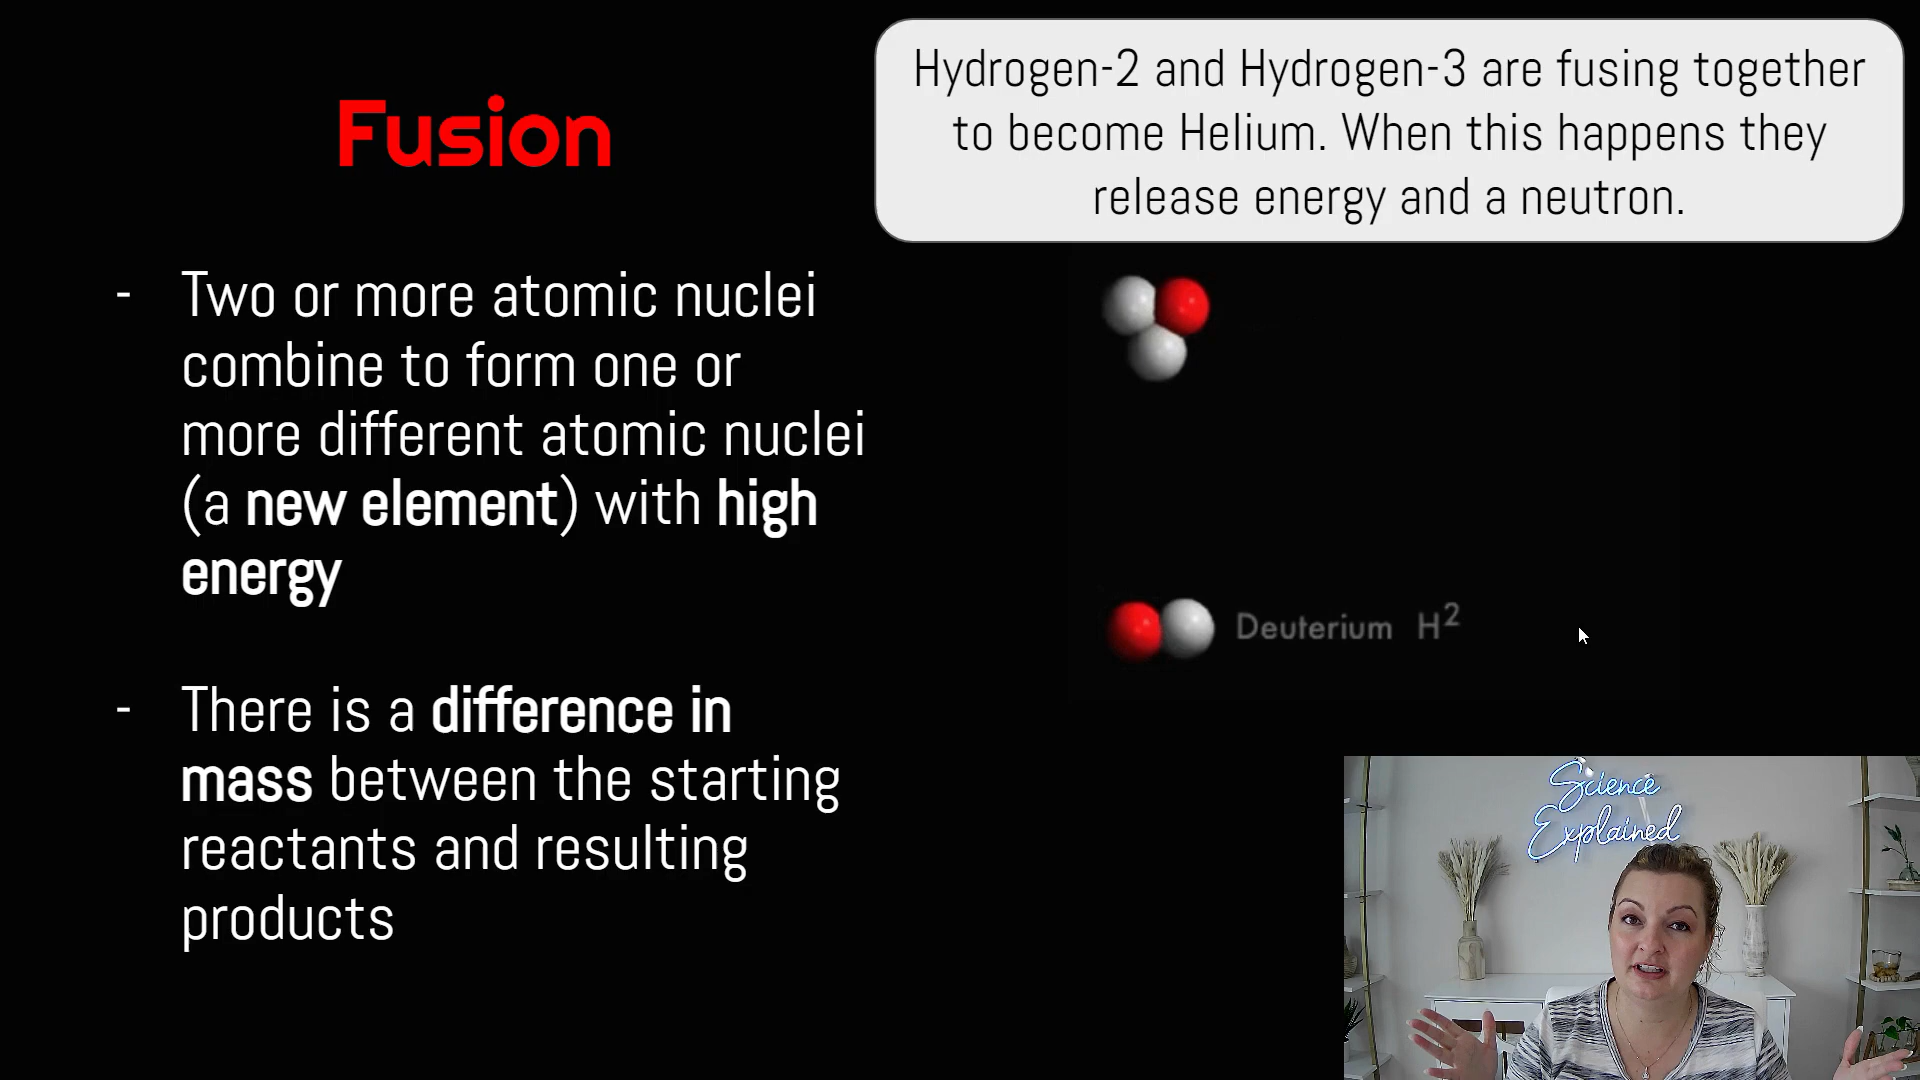 Fusion
Hydrogen-2 and Hydrogen-3 are fusing together
to become Helium. When this happens they
release energy and a neutron.
- Two or more atomic nuclei
combine to form one or
more different atomic nuclei
(a new element) with high
energy
- There is a difference in
mass between the starting
reactants and resulting
products
Deuterium H²
Science
Explained